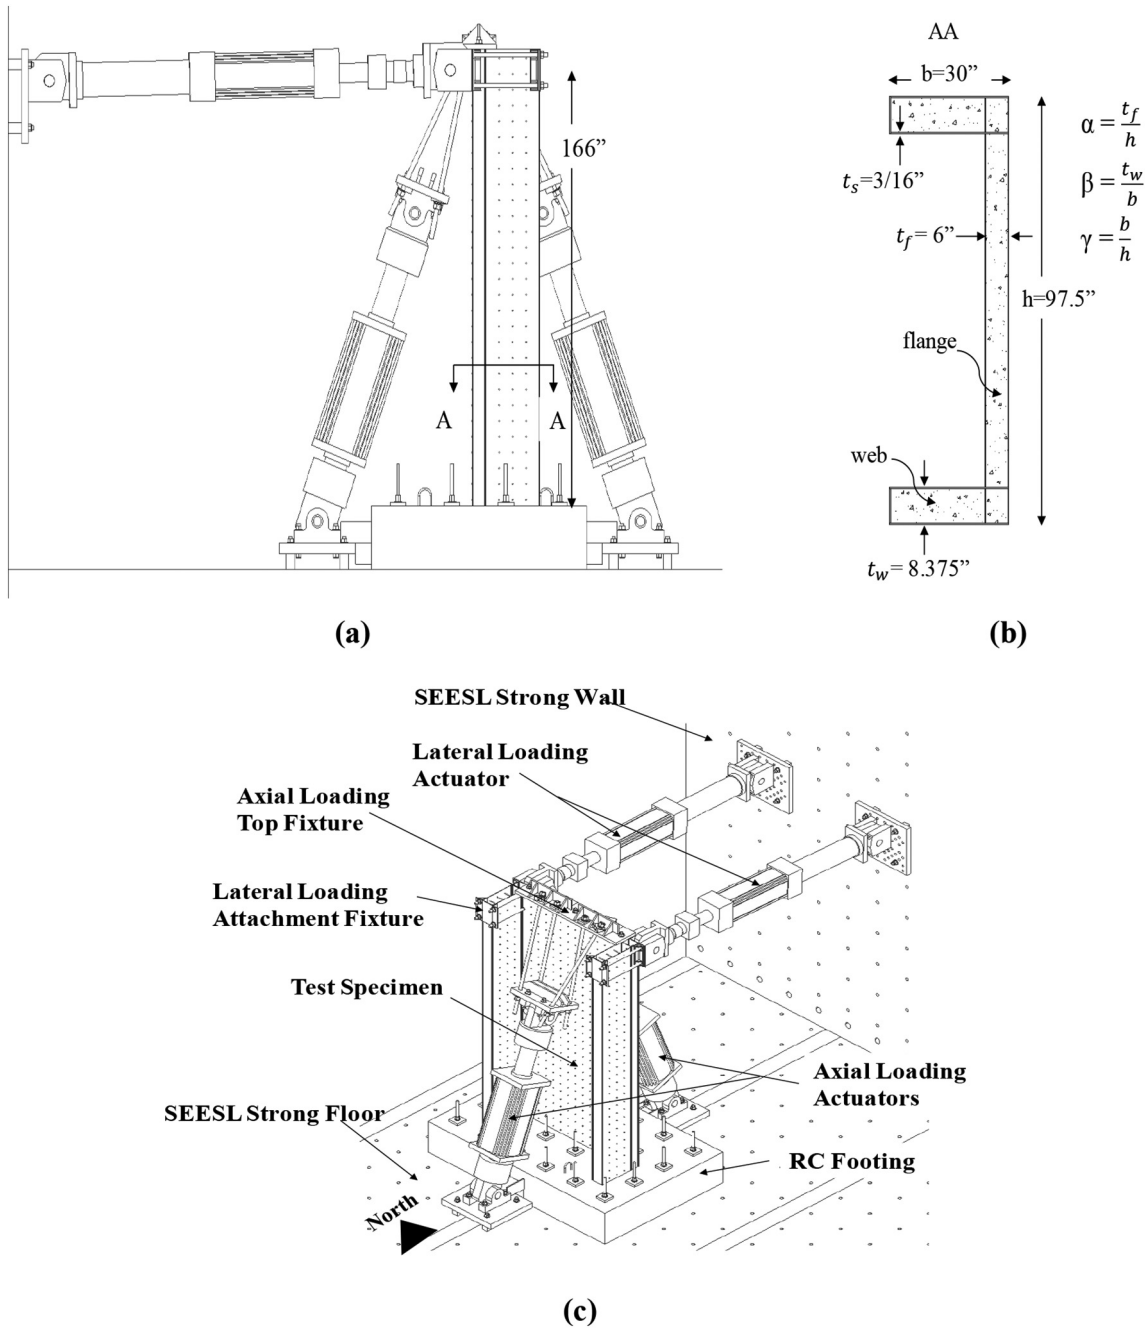 166”
A
A
(a)
AA
b=30”
α = t_f/h
t_s=3/16”
β = t_w/b
t_f= 6”
γ = b/h
h=97.5”
flange
web
t_w= 8.375”
(b)
SEESL Strong Wall
Lateral Loading
Actuator
Axial Loading
Top Fixture
Lateral Loading
Attachment Fixture
Test Specimen
Axial Loading
Actuators
SEESL Strong Floor
RC Footing
North
(c)